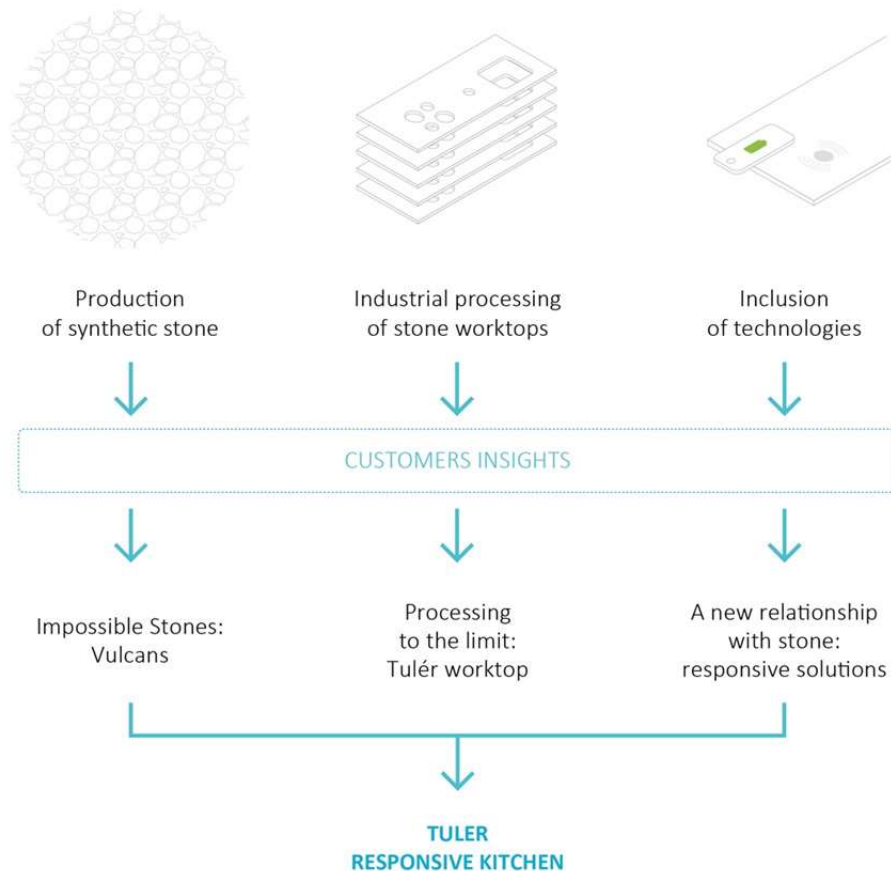 Production
of synthetic stone
Industrial processing
of stone worktops
Inclusion
of technologies
CUSTOMERS INSIGHTS
Impossible Stones:
Vulcans
Processing
to the limit:
Tulér worktop
A new relationship
with stone:
responsive solutions
TULER
RESPONSIVE KITCHEN